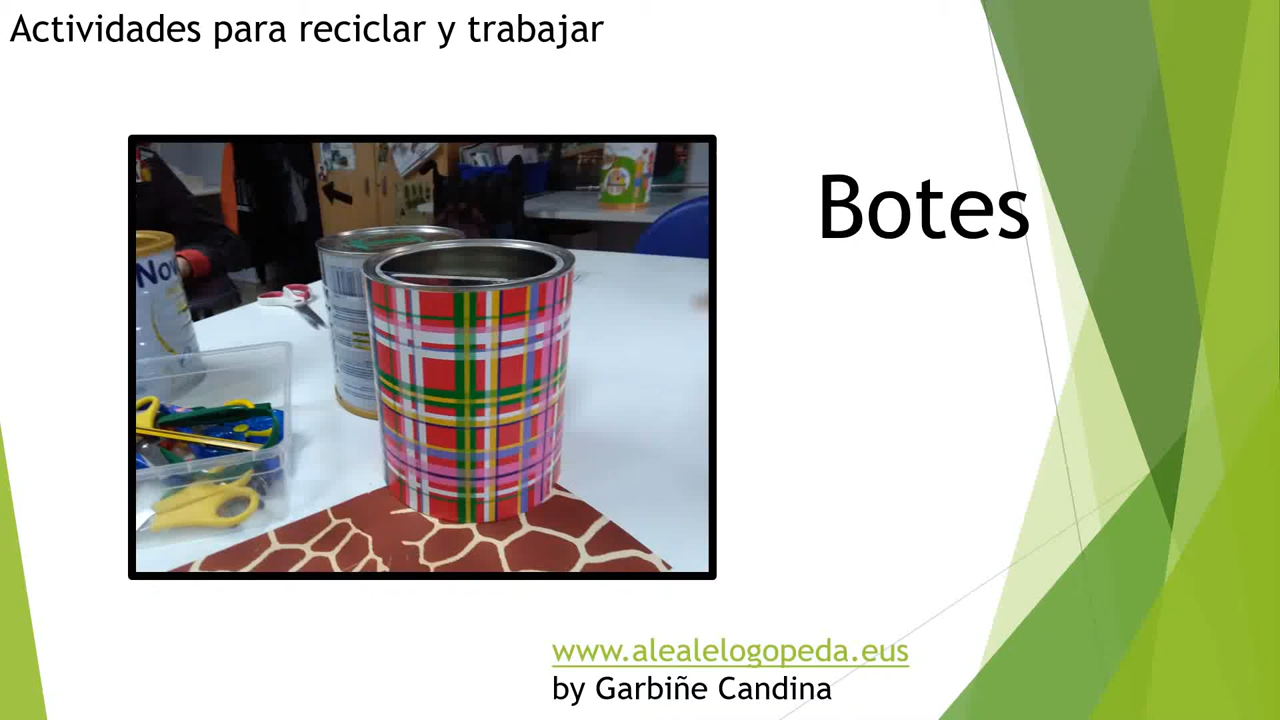 Actividades para reciclar y trabajar
Botes
www.alealelogopeda.eus
by Garbiñe Candina